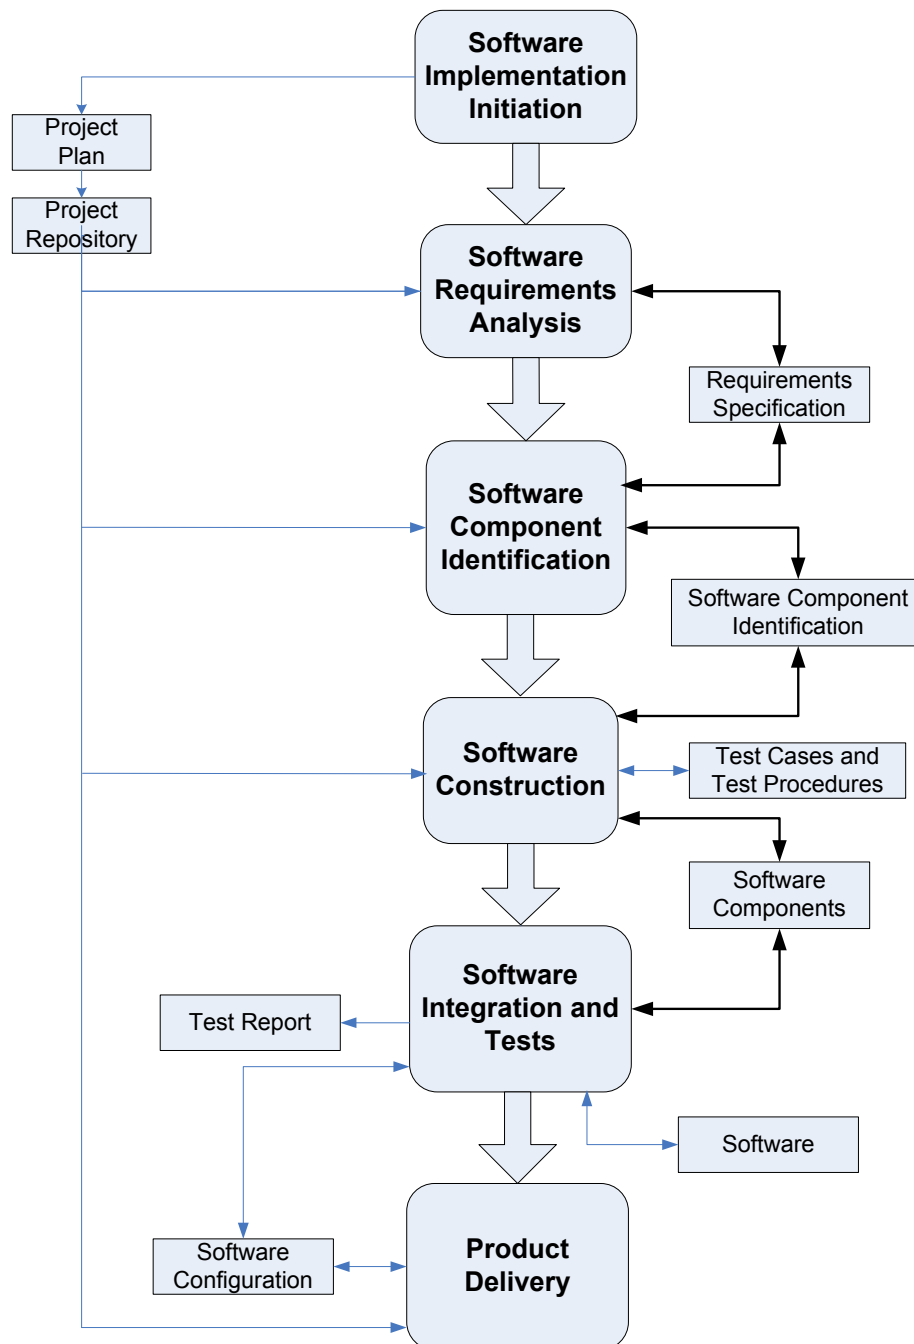 Software
Implementation
Initiation
Project
Plan
Project
Repository
Software
Requirements
Analysis
Requirements
Specification
Software
Component
Identification
Software Component
Identification
Software
Construction
Test Cases and
Test Procedures
Software
Components
Software
Integration and
Tests
Test Report
Software
Product
Delivery
Software
Configuration